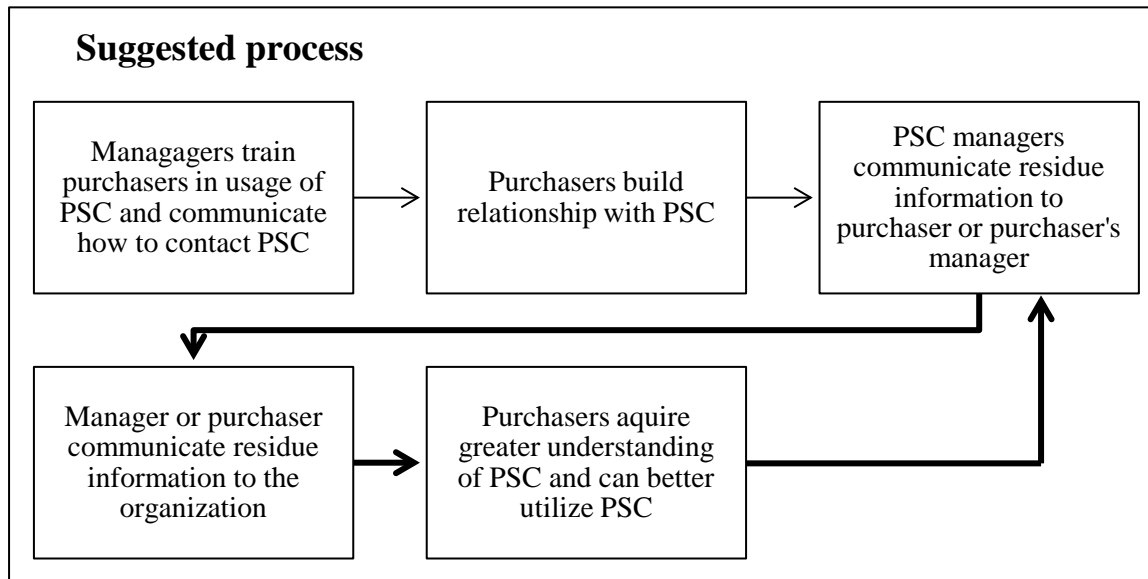 Suggested process
Managagers train
purchasers in usage of
PSC and communicate
how to contact PSC
Purchasers build
relationship with PSC
PSC managers
communicate residue
information to
purchaser or purchaser's
manager
Manager or purchaser
communicate residue
information to the
organization
Purchasers aquire
greater understanding
of PSC and can better
utilize PSC